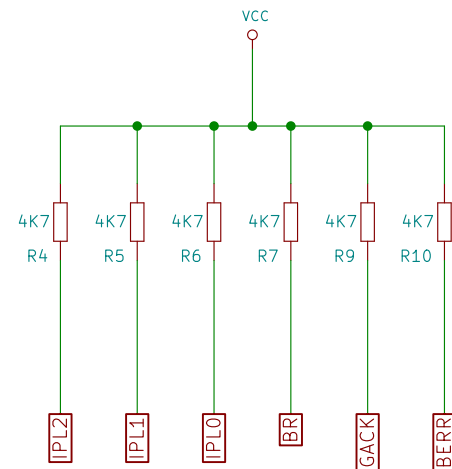 VCC
4K7 4K7 4K7 4K7 4K7 4K7
R4 R5 R6 R7 R9 R10
IPL2 IPL1 IPL0 BR GACK BERR